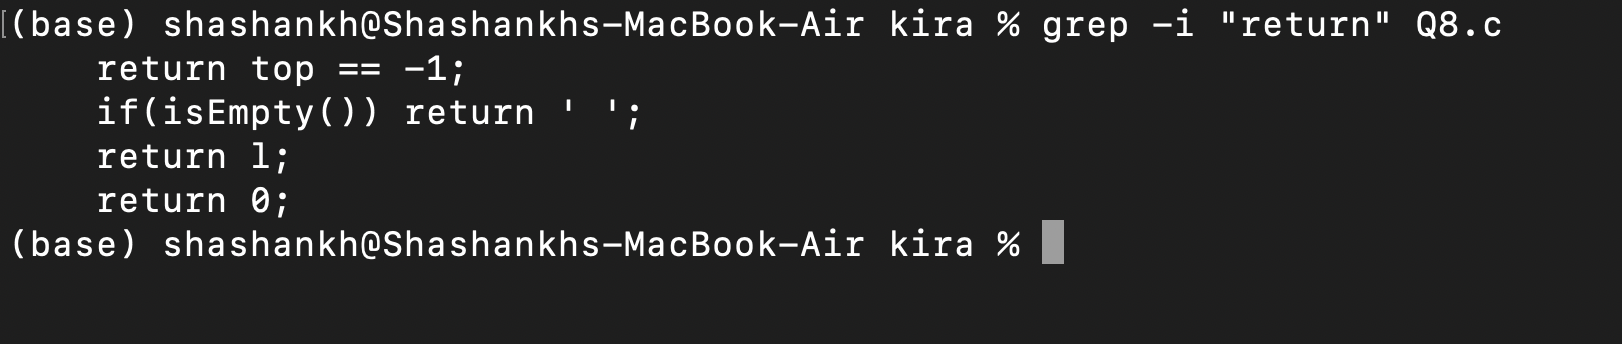 [(base) shashankh@Shashankhs-MacBook-Air kira % grep -i "return" Q8.c
    return top == -1;
    if(isEmpty()) return ' ';
    return l;
    return 0;
(base) shashankh@Shashankhs-MacBook-Air kira %